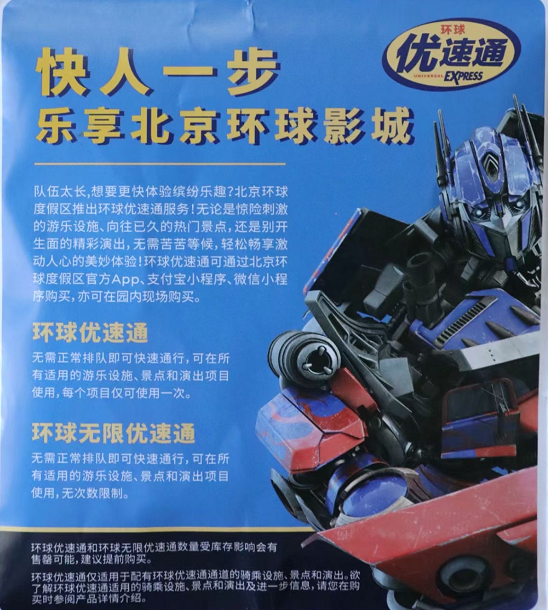 环球
优速通
UNIVERSAL EXPRESS
快人一步
乐享北京环球影城
队伍太长,想要更快体验缤纷乐趣?北京环球
度假区推出环球优速通服务!无论是惊险刺激
的游乐设施、向往已久的热门景点,还是别开
生面的精彩演出,无需苦苦等候,轻松畅享激
动人心的美妙体验!环球优速通可通过北京环
球度假区官方App、支付宝小程序、微信小程
序购买,亦可在园内现场购买。
环球优速通
无需正常排队即可快速通行,可在所
有适用的游乐设施、景点和演出项目
使用,每个项目仅可使用一次。
环球无限优速通
无需正常排队即可快速通行,可在所
有适用的游乐设施、景点和演出项目
使用,无次数限制。
环球优速通和环球无限优速通数量受库存影响会有
售罄可能,建议提前购买。
环球优速通仅适用于配有环球优速通通道的骑乘设施、景点和演出。欲
了解环球优速通适用的骑乘设施、景点和演出及进一步信息,请您在购
买时参阅产品详情介绍。